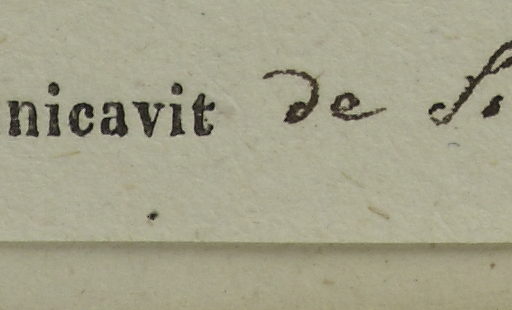 nicavit de S.